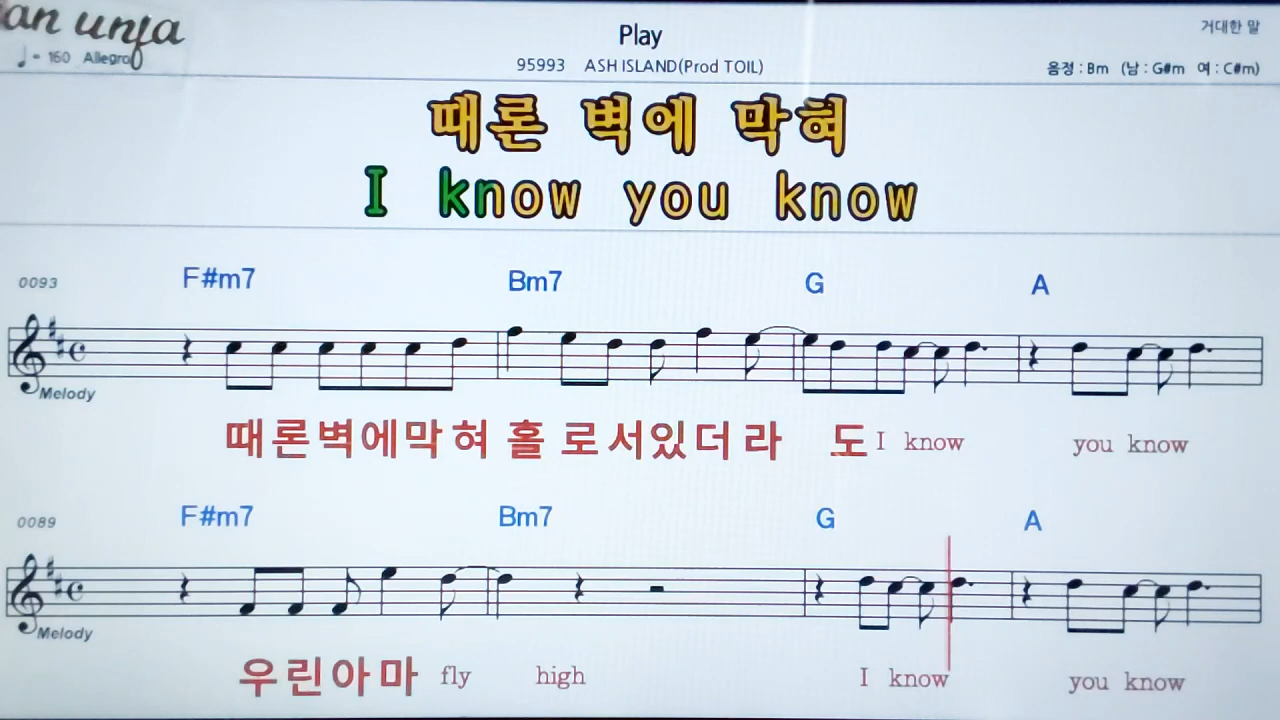 an unja
Play
거대한 말
♩= 160 Allegro
95993 ASH ISLAND(Prod TOIL)
음정 : Bm (남 : G#m 여 : C#m)
때론 벽에 막혀
I know you know
0093 F#m7 Bm7 G A
Melody
때론벽에막혀 홀로서있더라도 I know you know
0089 F#m7 Bm7 G A
Melody
우린아마 fly high I know you know